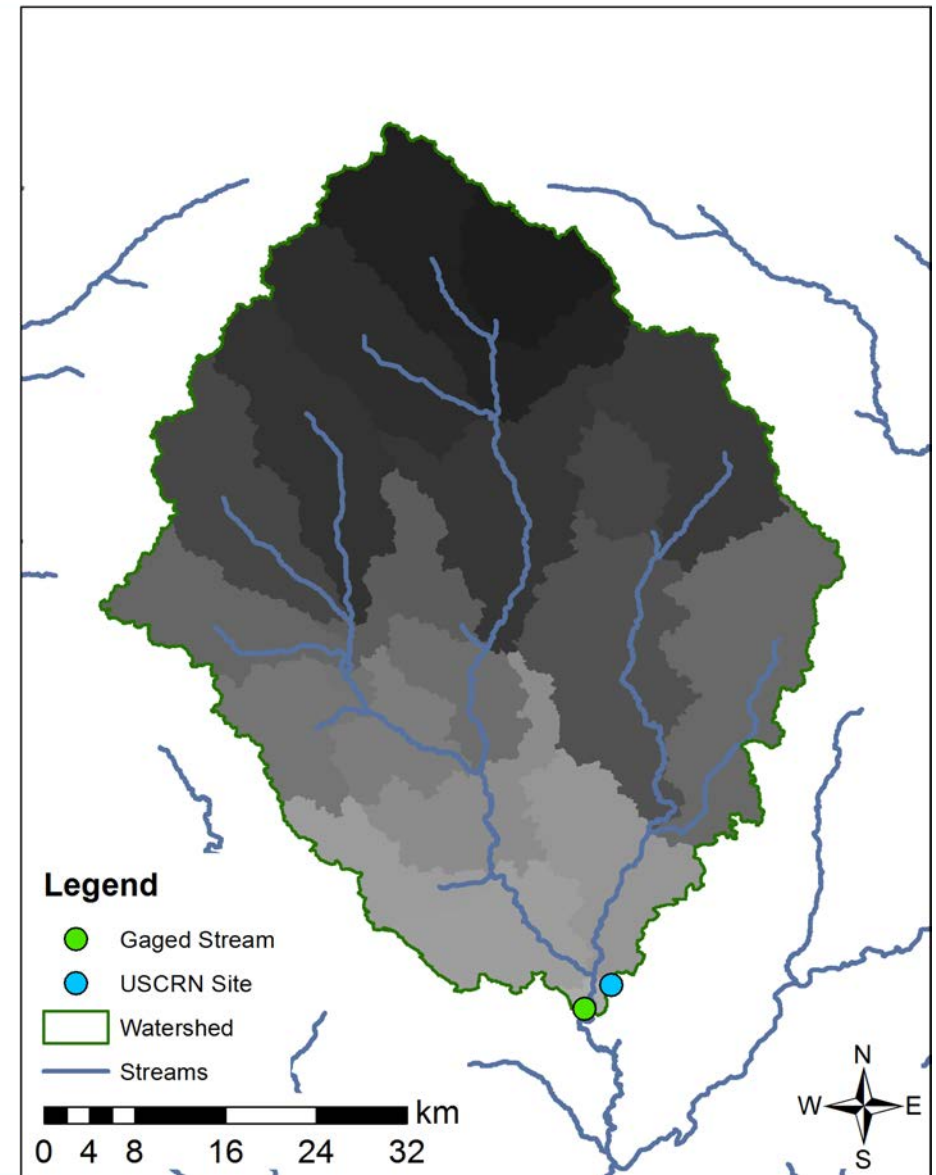 Legend
Gaged Stream
USCRN Site
Watershed
Streams
km
0 4 8 16 24 32
N
W E
S